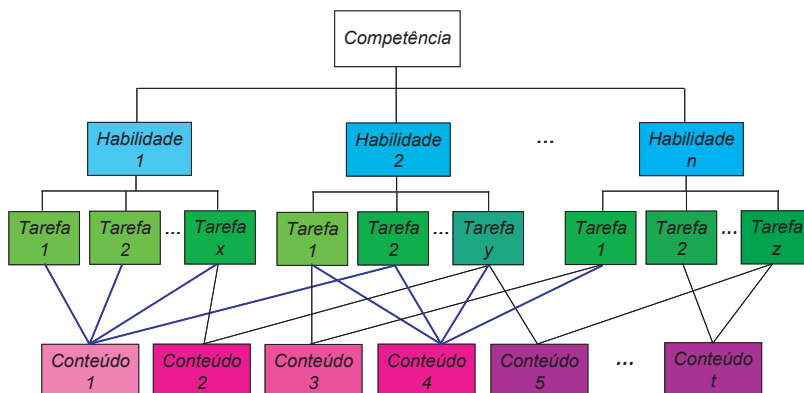 Competência
Habilidade
1
Habilidade
2
...
Habilidade
n
Tarefa
1
Tarefa
2
...
Tarefa
x
Tarefa
1
Tarefa
2
...
Tarefa
y
Tarefa
1
Tarefa
2
...
Tarefa
z
Conteúdo
1
Conteúdo
2
Conteúdo
3
Conteúdo
4
Conteúdo
5
...
Conteúdo
t